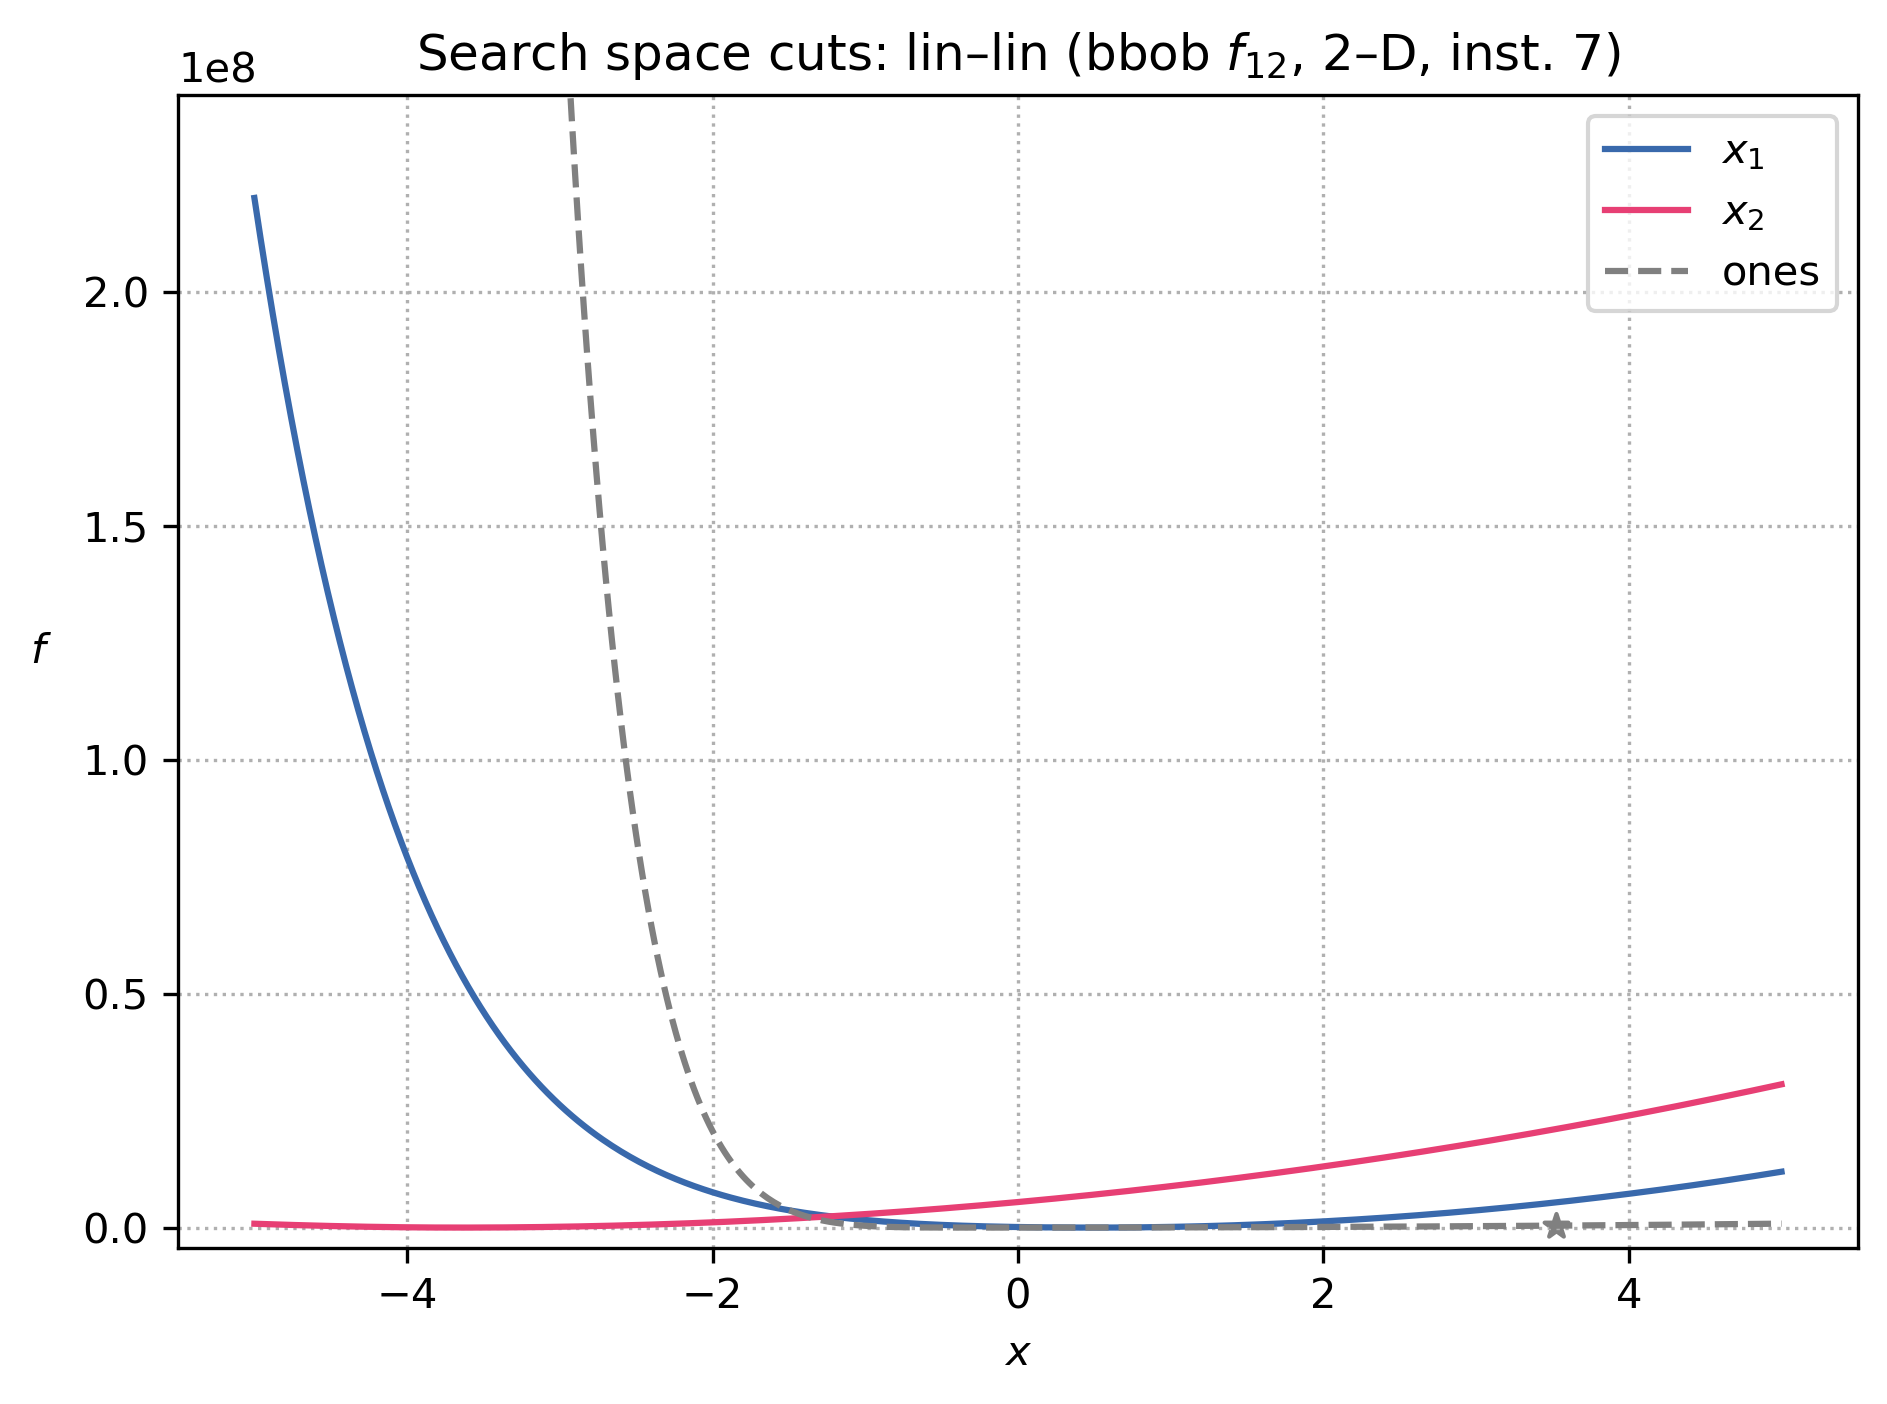 Search space cuts: lin–lin (bbob f12, 2–D, inst. 7)
1e8
x1
x2
ones
2.0
1.5
1.0
0.5
0.0
f
−4 −2 0 2 4
x